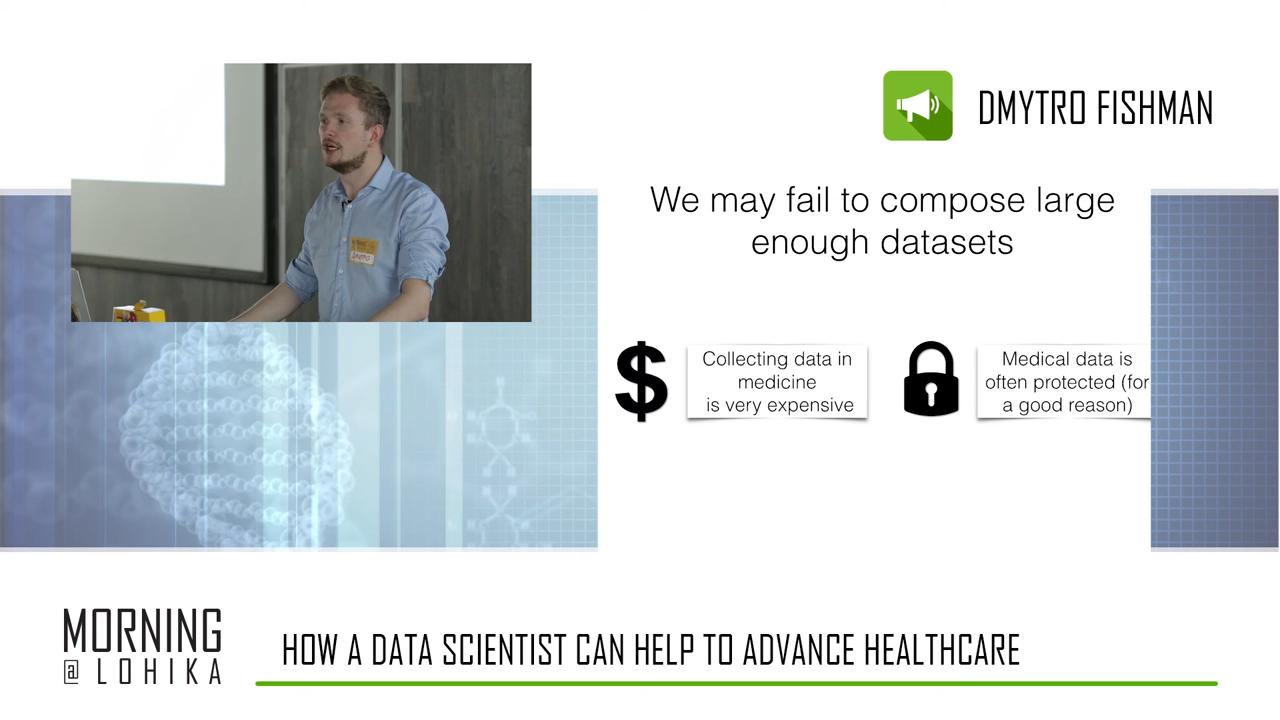 DMYTRO FISHMAN
We may fail to compose large
enough datasets
Collecting data in
medicine
is very expensive
Medical data is
often protected (for
a good reason)
$
MORNING
@ LOHIKA
HOW A DATA SCIENTIST CAN HELP TO ADVANCE HEALTHCARE